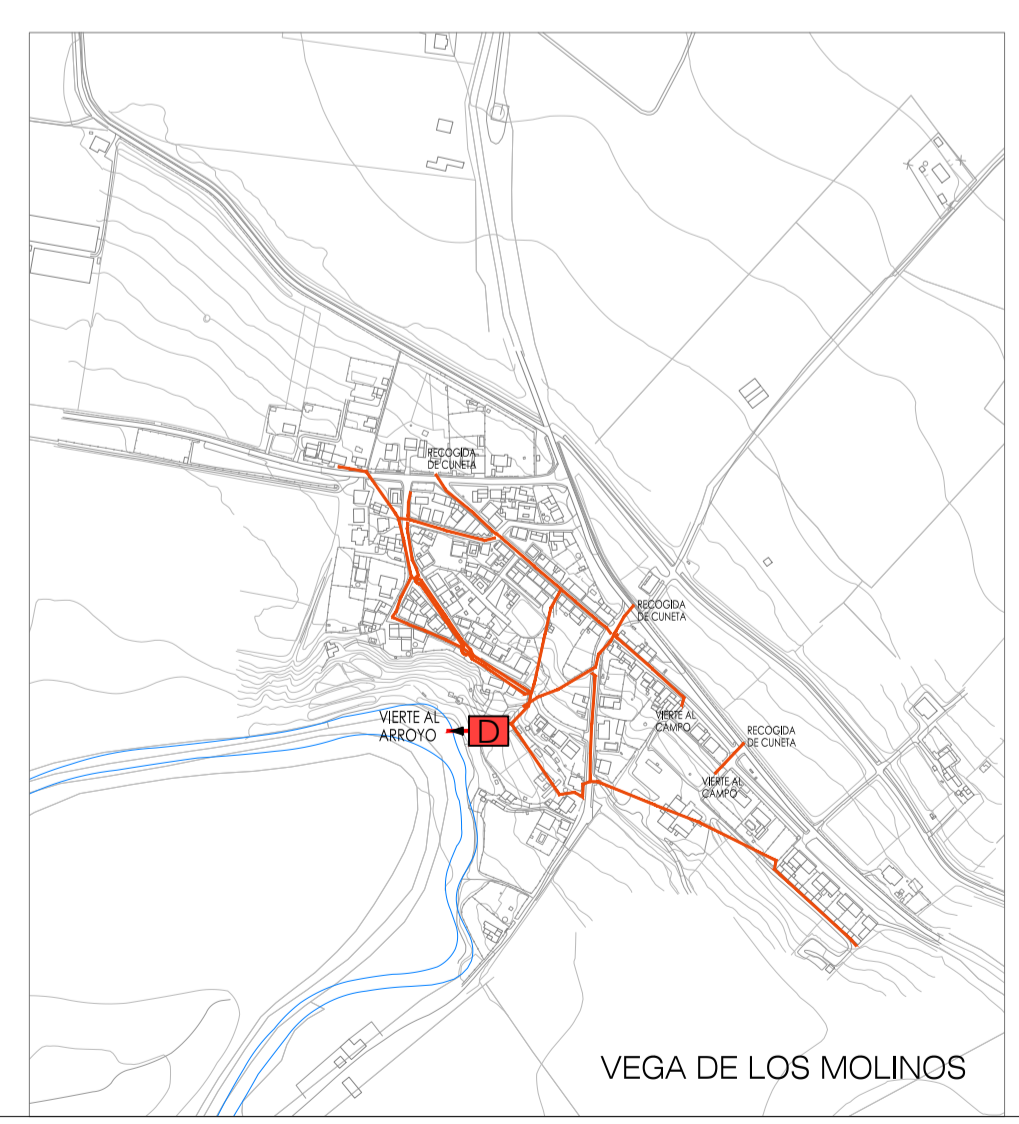 RECOGIDA
DE CUNETA
RECOGIDA
DE CUNETA
VIERTE AL
ARROYO
D
VIERTE AL
CAMPO
RECOGIDA
DE CUNETA
VIERTE AL
CAMPO
VEGA DE LOS MOLINOS